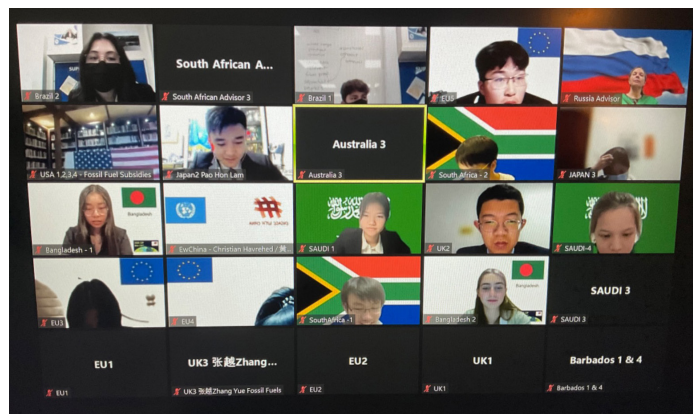 Brazil 2
South African A...
South African Advisor 3
Brazil 1
EU5
Russia Advisor
USA 1,2,3,4 - Fossil Fuel Subsidies
Japan2 Pao Hon Lam
Australia 3
Australia 3
South Africa - 2
JAPAN 3
Bangladesh
Bangladesh - 1
EwChina - Christian Havrehed /
SAUDI 1
UK2
SAUDI-4
EU3
EU4
SouthAfrica -1
Bangladesh
Bangladesh 2
SAUDI 3
SAUDI 3
EU1
EU1
UK3 张越Zhang...
UK3 张越Zhang Yue Fossil Fuels
EU2
EU2
UK1
UK1
Barbados 1 & 4
Barbados 1 & 4